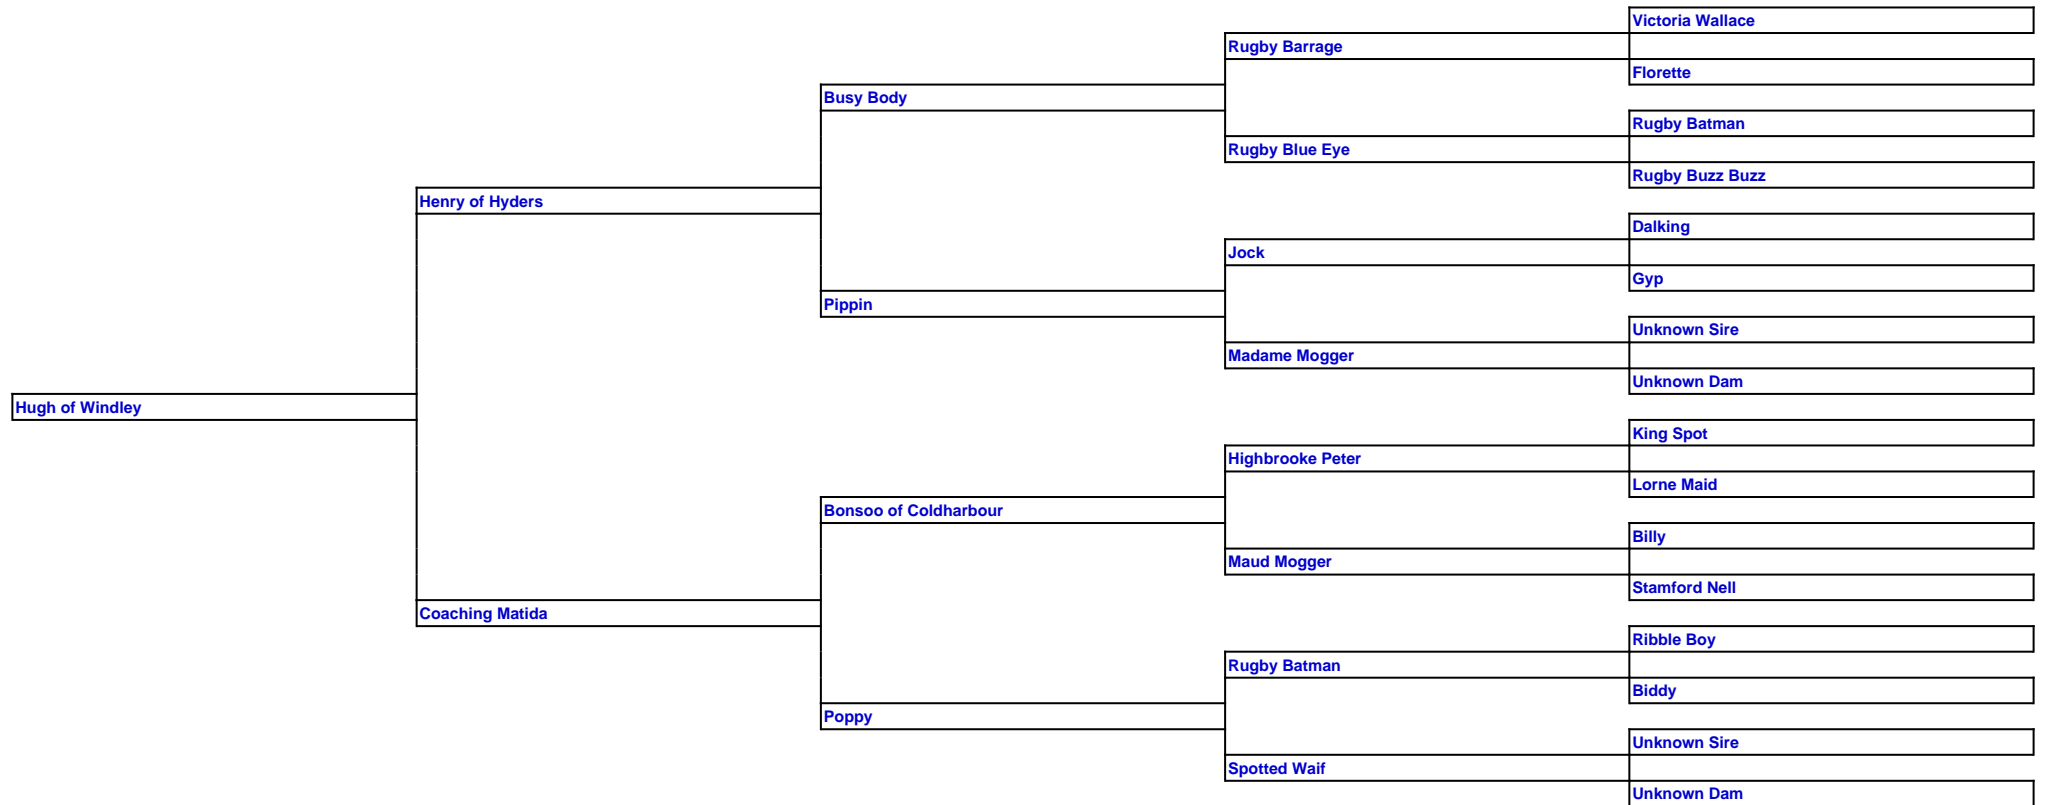 Victoria Wallace
Rugby Barrage
Florette
Busy Body
Rugby Batman
Rugby Blue Eye
Rugby Buzz Buzz
Henry of Hyders
Dalking
Jock
Gyp
Pippin
Unknown Sire
Madame Mogger
Unknown Dam
Hugh of Windley
King Spot
Highbrooke Peter
Lorne Maid
Bonsoo of Coldharbour
Billy
Maud Mogger
Stamford Nell
Coaching Matida
Ribble Boy
Rugby Batman
Biddy
Poppy
Unknown Sire
Spotted Waif
Unknown Dam